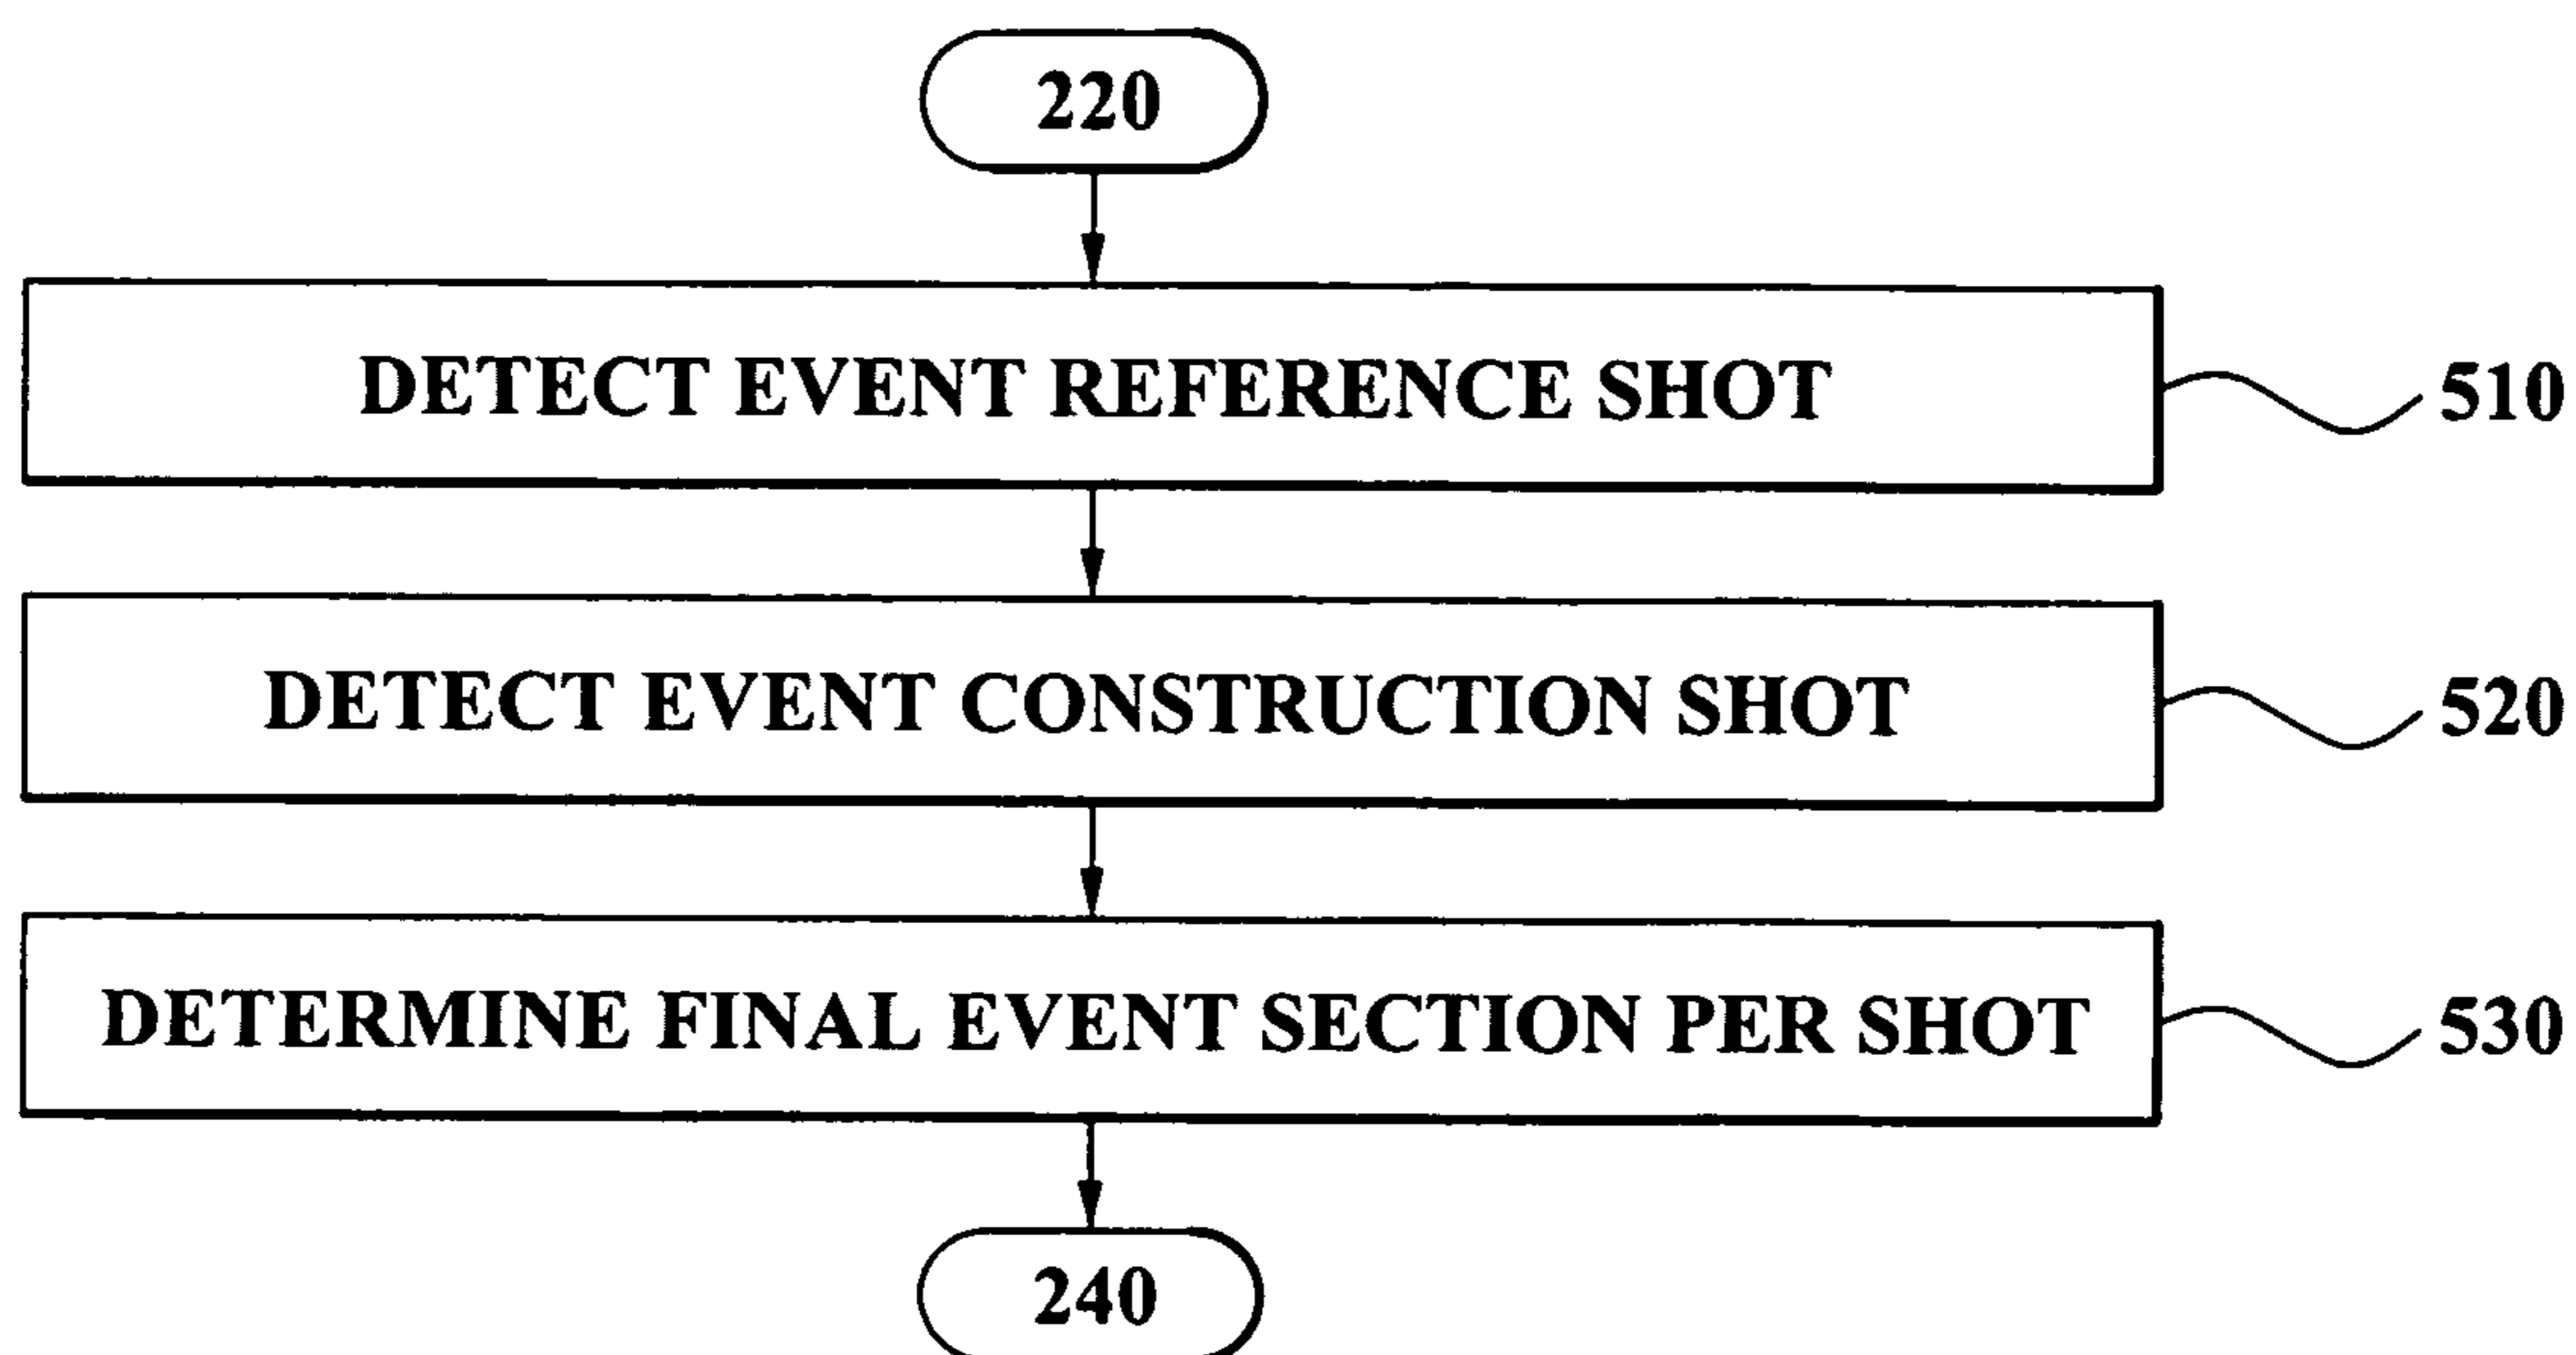 220
DETECT EVENT REFERENCE SHOT
510
DETECT EVENT CONSTRUCTION SHOT
520
DETERMINE FINAL EVENT SECTION PER SHOT
530
240